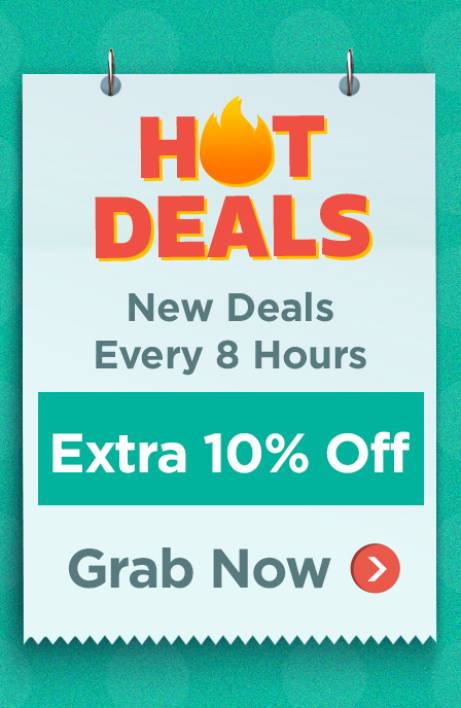 HOT
DEALS
New Deals
Every 8 Hours
Extra 10% Off
Grab Now